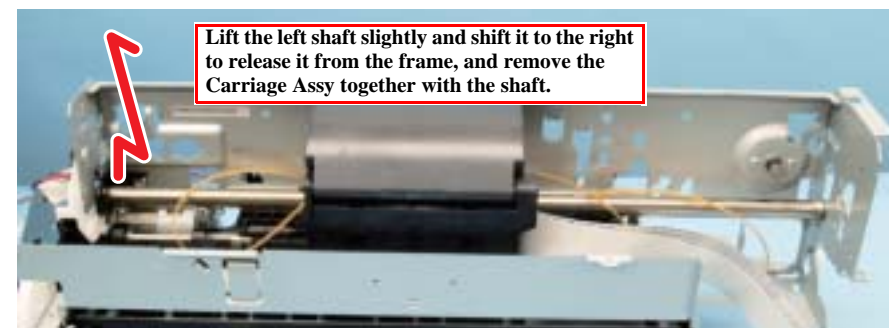 Lift the left shaft slightly and shift it to the right
to release it from the frame, and remove the
Carriage Assy together with the shaft.